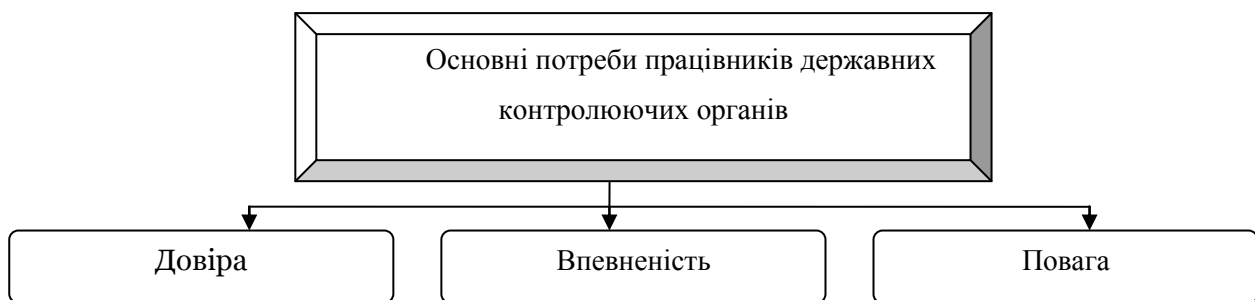 Основні потреби працівників державних
контролюючих органів
Довіра
Впевненість
Повага